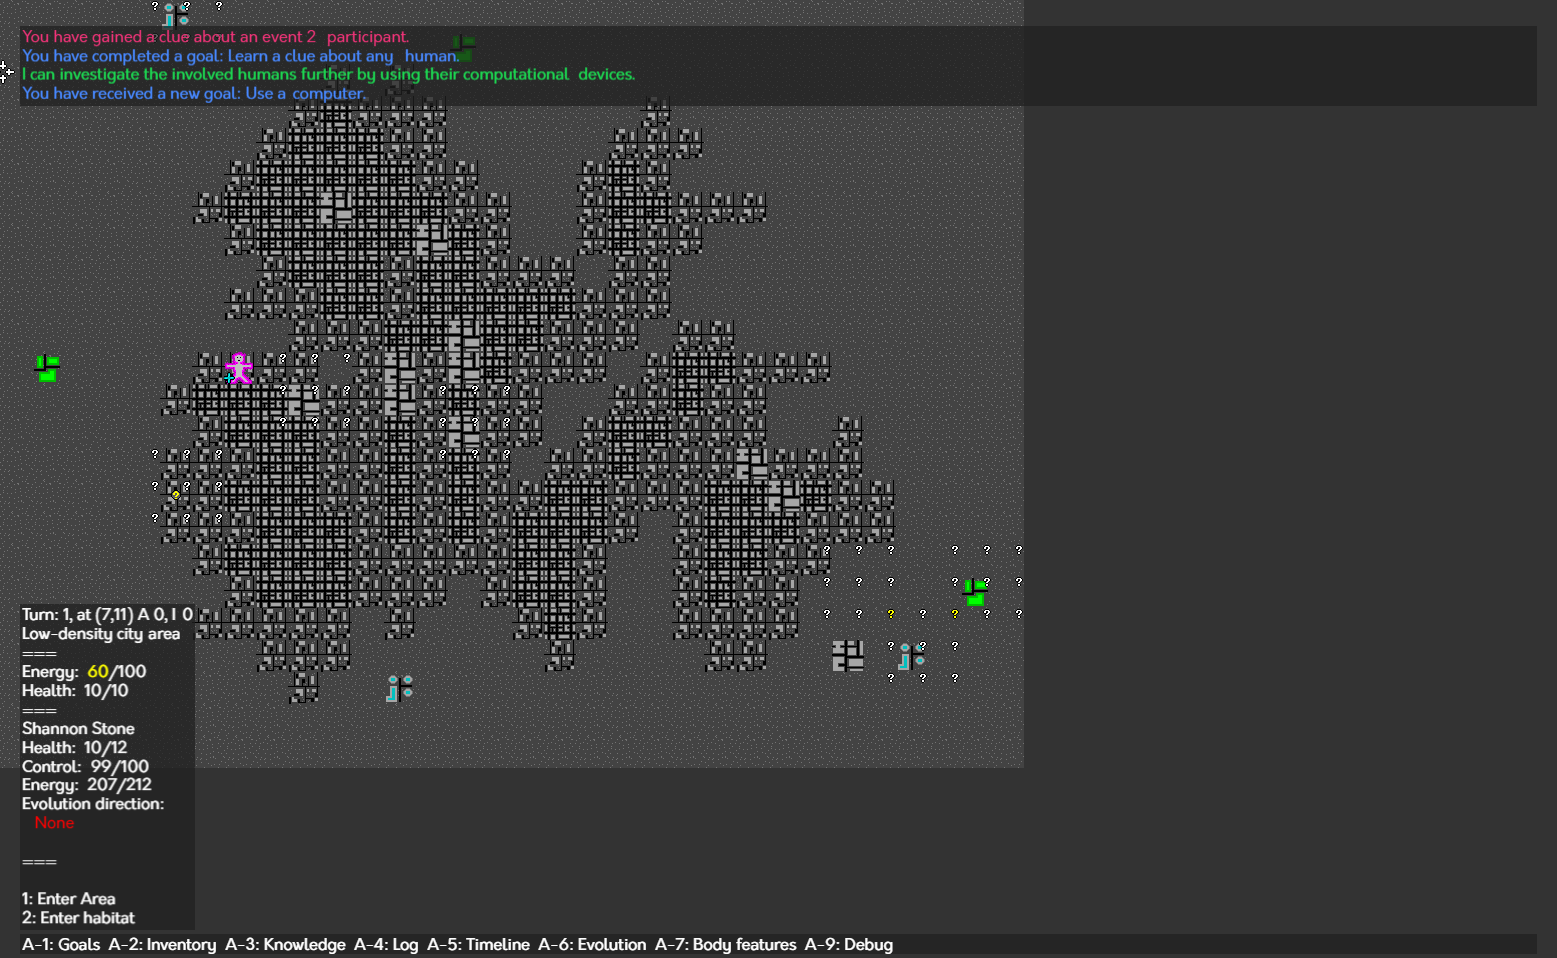 You have gained a clue about an event 2 participant.
You have completed a goal: Learn a clue about any human.
I can investigate the involved humans further by using their computational devices.
You have received a new goal: Use a computer.
Turn: 1, at (7,11) A 0, I 0
Low-density city area
===
Energy: 60/100
Health: 10/10
===
Shannon Stone
Health: 10/12
Control: 99/100
Energy: 207/212
Evolution direction:
None
===
1: Enter Area
2: Enter habitat
A-1: Goals A-2: Inventory A-3: Knowledge A-4: Log A-5: Timeline A-6: Evolution A-7: Body features A-9: Debug